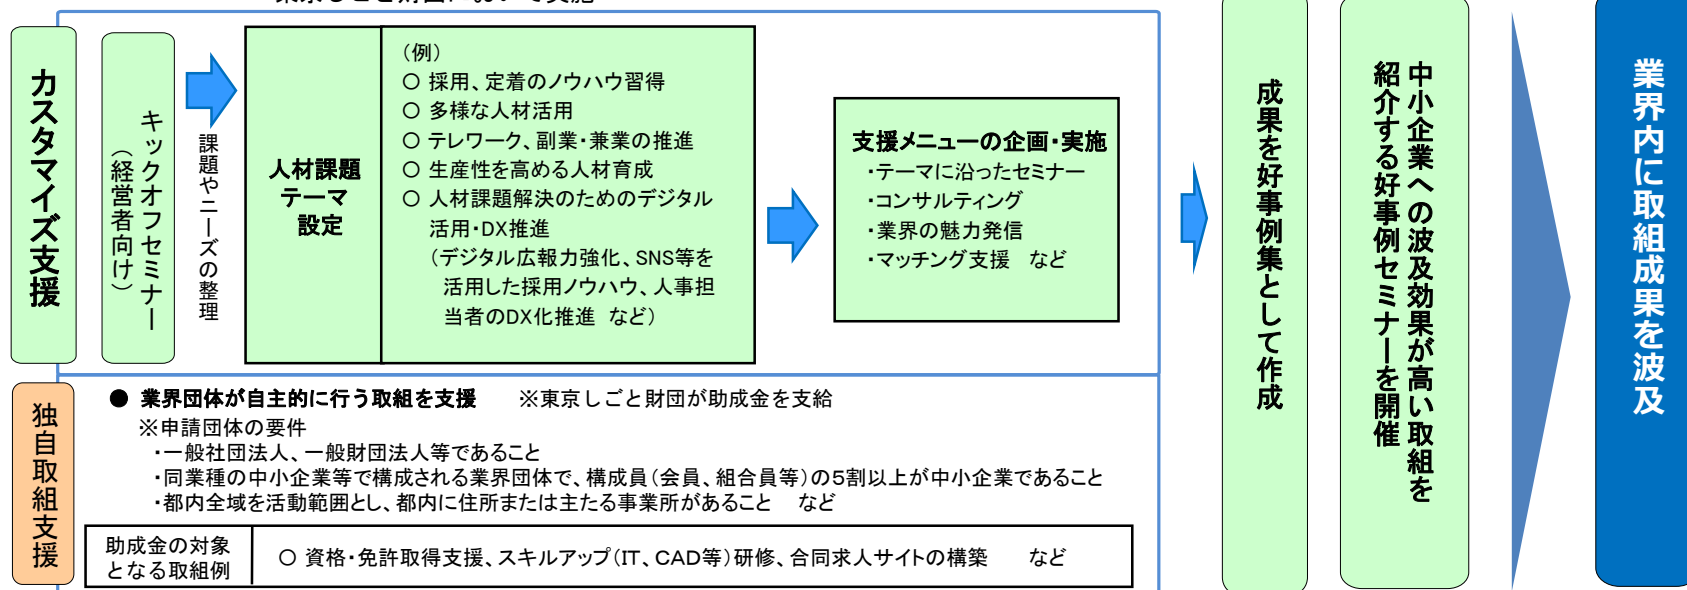 カスタマイズ支援
キックオフセミナー
（経営者向け）
課題やニーズの整理
人材課題
テーマ
設定
（例）
○ 採用、定着のノウハウ習得
○ 多様な人材活用
○ テレワーク、副業・兼業の推進
○ 生産性を高める人材育成
○ 人材課題解決のためのデジタル
活用・DX推進
（デジタル広報力強化、SNS等を
活用した採用ノウハウ、人事担
当者のDX化推進 など）
支援メニューの企画・実施
・テーマに沿ったセミナー
・コンサルティング
・業界の魅力発信
・マッチング支援 など
独自取組支援
● 業界団体が自主的に行う取組を支援 ※東京しごと財団が助成金を支給
※申請団体の要件
・一般社団法人、一般財団法人等であること
・同業種の中小企業等で構成される業界団体で、構成員（会員、組合員等）の５割以上が中小企業であること
・都内全域を活動範囲とし、都内に住所または主たる事業所があること など
助成金の対象
となる取組例
○ 資格・免許取得支援、スキルアップ（IT、CAD等）研修、合同求人サイトの構築 など
成果を好事例集として作成
中小企業への波及効果が高い取組を
紹介する好事例セミナーを開催
業界内に取組成果を波及